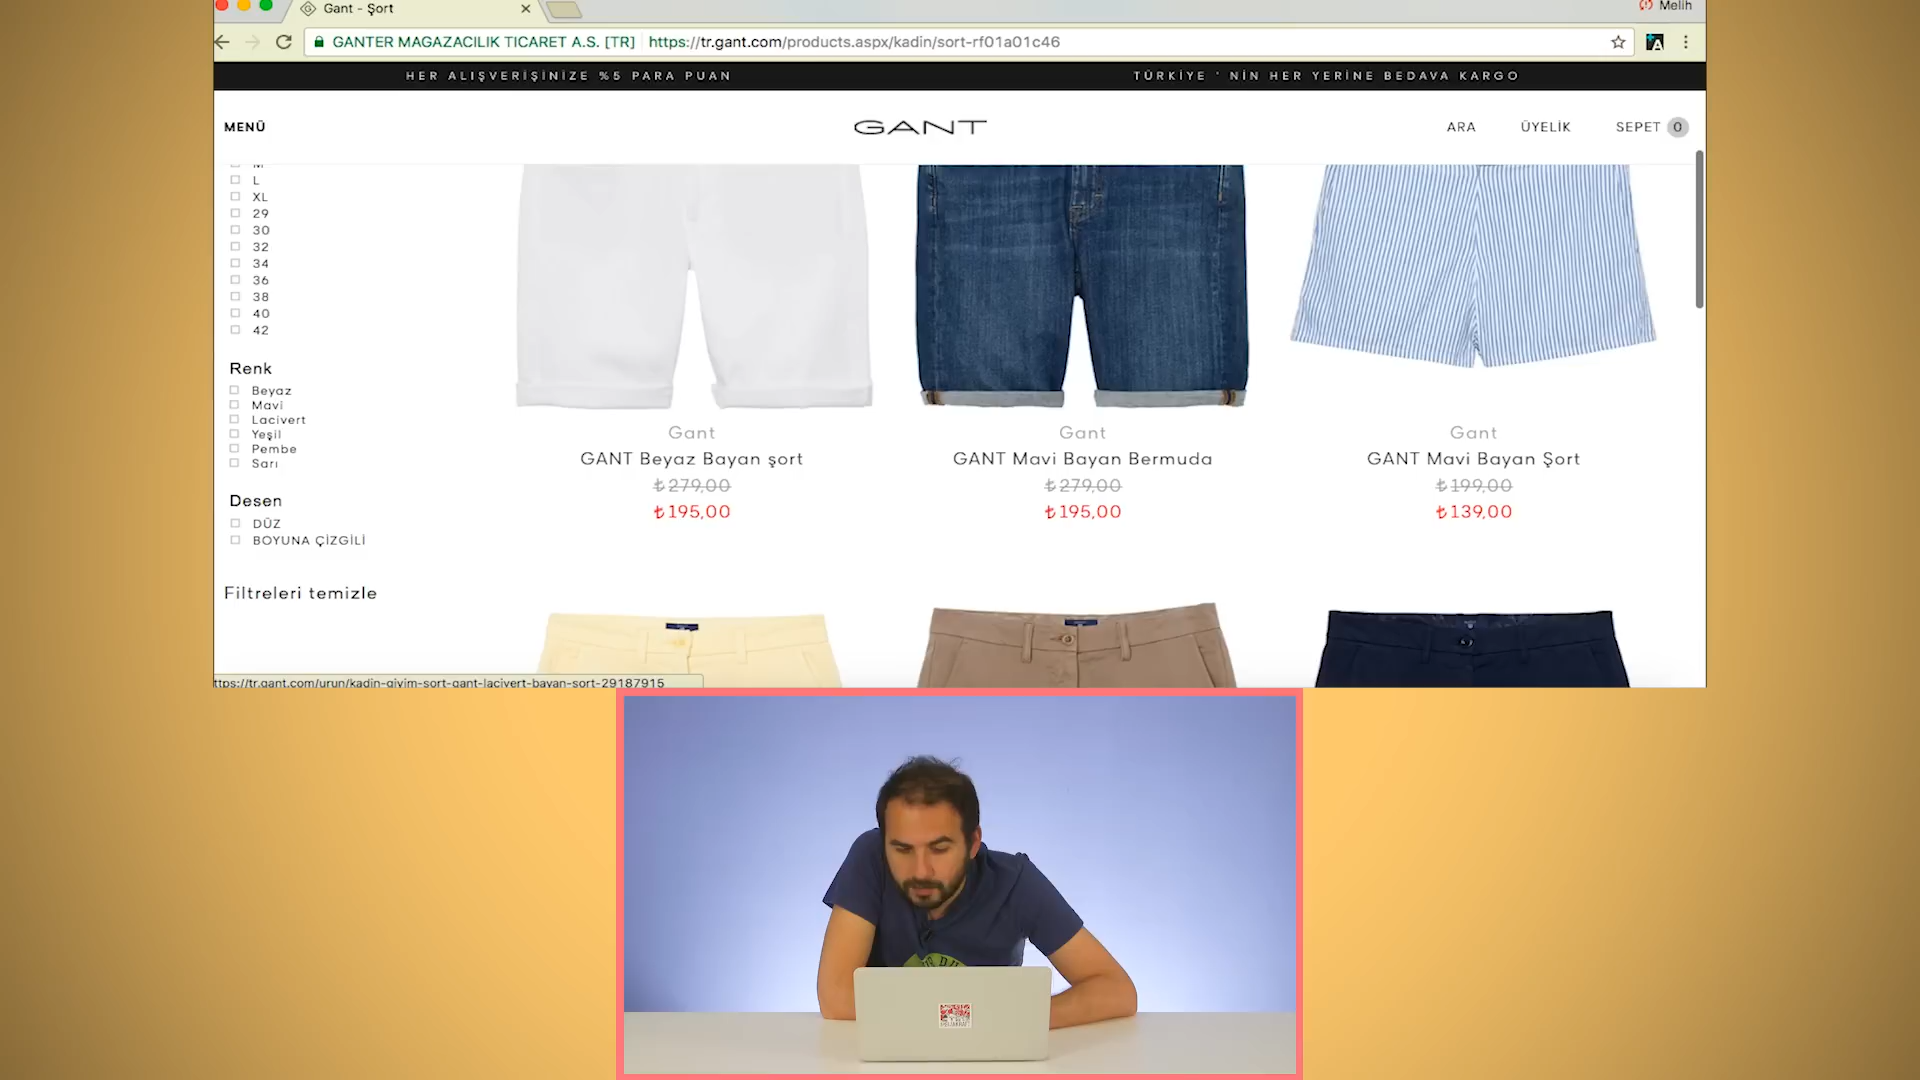 Gant - Şort
Melih
GANTER MAGAZACILIK TICARET A.S. [TR]
https://tr.gant.com/products.aspx/kadin/sort-rf01a01c46
HER ALIŞVERİŞİNİZE %5 PARA PUAN
TÜRKİYE ' NİN HER YERİNE BEDAVA KARGO
MENÜ
GANT
ARA
ÜYELİK
SEPET 0
M
L
XL
29
30
32
34
36
38
40
42
Renk
Beyaz
Mavi
Lacivert
Yeşil
Pembe
Sarı
Desen
DÜZ
BOYUNA ÇİZGİLİ
Filtreleri temizle
Gant
GANT Beyaz Bayan şort
₺279,00
₺195,00
Gant
GANT Mavi Bayan Bermuda
₺279,00
₺195,00
Gant
GANT Mavi Bayan Şort
₺199,00
₺139,00
ttps://tr.gant.com/urun/kadin-giyim-sort-gant-lacivert-bayan-sort-29187915